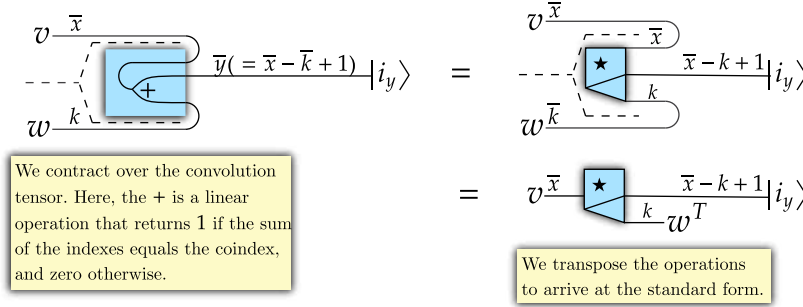 v x̅
+
y̅(= x̅ − k̅ + 1) |i_y⟩
w k
=
v x̅
★ x̅
x̅ − k + 1 |i_y⟩
k
w k̅
=
v x̅ ★ x̅ − k + 1 |i_y⟩
k w^T
We contract over the convolution
tensor. Here, the + is a linear
operation that returns 1 if the sum
of the indexes equals the coindex,
and zero otherwise.
We transpose the operations
to arrive at the standard form.